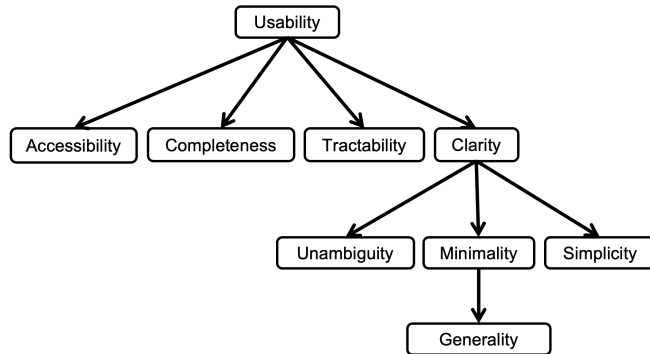 Usability
Accessibility
Completeness
Tractability
Clarity
Unambiguity
Minimality
Simplicity
Generality